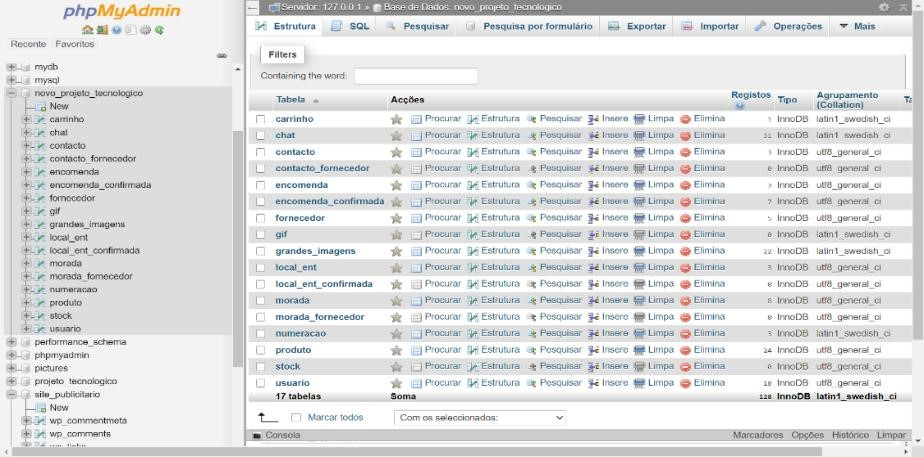 phpMyAdmin
Recente Favoritos
mydb
mysql
novo_projeto_tecnologico
New
carrinho
chat
contacto
contacto_fornecedor
encomenda
encomenda_confirmada
fornecedor
gif
grandes_imagens
local_ent
local_ent_confirmada
morada
morada_fornecedor
numeracao
produto
stock
usuario
performance_schema
phpmyadmin
pictures
projeto_tecnologico
site_publicitario
New
wp_commentmeta
wp_comments
Servidor: 127.0.0.1 » Base de Dados: novo_projeto_tecnologico
Estrutura SQL Pesquisar Pesquisa por formulário Exportar Importar Operações Mais
Filters
Containing the word:
Tabela Acções Registos Tipo Agrupamento (Collation)
carrinho Procurar Estrutura Pesquisar Insere Limpa Elimina InnoDB latin1_swedish_ci
chat Procurar Estrutura Pesquisar Insere Limpa Elimina InnoDB latin1_swedish_ci
contacto Procurar Estrutura Pesquisar Insere Limpa Elimina 3 InnoDB utf8_general_ci
contacto_fornecedor Procurar Estrutura Pesquisar Insere Limpa Elimina InnoDB utf8_general_ci
encomenda Procurar Estrutura Pesquisar Insere Limpa Elimina InnoDB utf8_general_ci
encomenda_confirmada Procurar Estrutura Pesquisar Insere Limpa Elimina 7 InnoDB utf8_general_ci
fornecedor Procurar Estrutura Pesquisar Insere Limpa Elimina 5 InnoDB utf8_general_ci
gif Procurar Estrutura Pesquisar Insere Limpa Elimina InnoDB utf8_general_ci
grandes_imagens Procurar Estrutura Pesquisar Insere Limpa Elimina 22 InnoDB latin1_swedish_ci
local_ent Procurar Estrutura Pesquisar Insere Limpa Elimina 3 InnoDB utf8_general_ci
local_ent_confirmada Procurar Estrutura Pesquisar Insere Limpa Elimina InnoDB utf8_general_ci
morada Procurar Estrutura Pesquisar Insere Limpa Elimina InnoDB utf8_general_ci
morada_fornecedor Procurar Estrutura Pesquisar Insere Limpa Elimina InnoDB utf8_general_ci
numeracao Procurar Estrutura Pesquisar Insere Limpa Elimina 3 InnoDB latin1_swedish_ci
produto Procurar Estrutura Pesquisar Insere Limpa Elimina 24 InnoDB utf8_general_ci
stock Procurar Estrutura Pesquisar Insere Limpa Elimina InnoDB utf8_general_ci
usuario Procurar Estrutura Pesquisar Insere Limpa Elimina 18 InnoDB utf8_general_ci
17 tabelas Soma 128 InnoDB latin1_swedish_ci
Marcar todos Com os seleccionados:
Consola Marcadores Opções Histórico Limpar